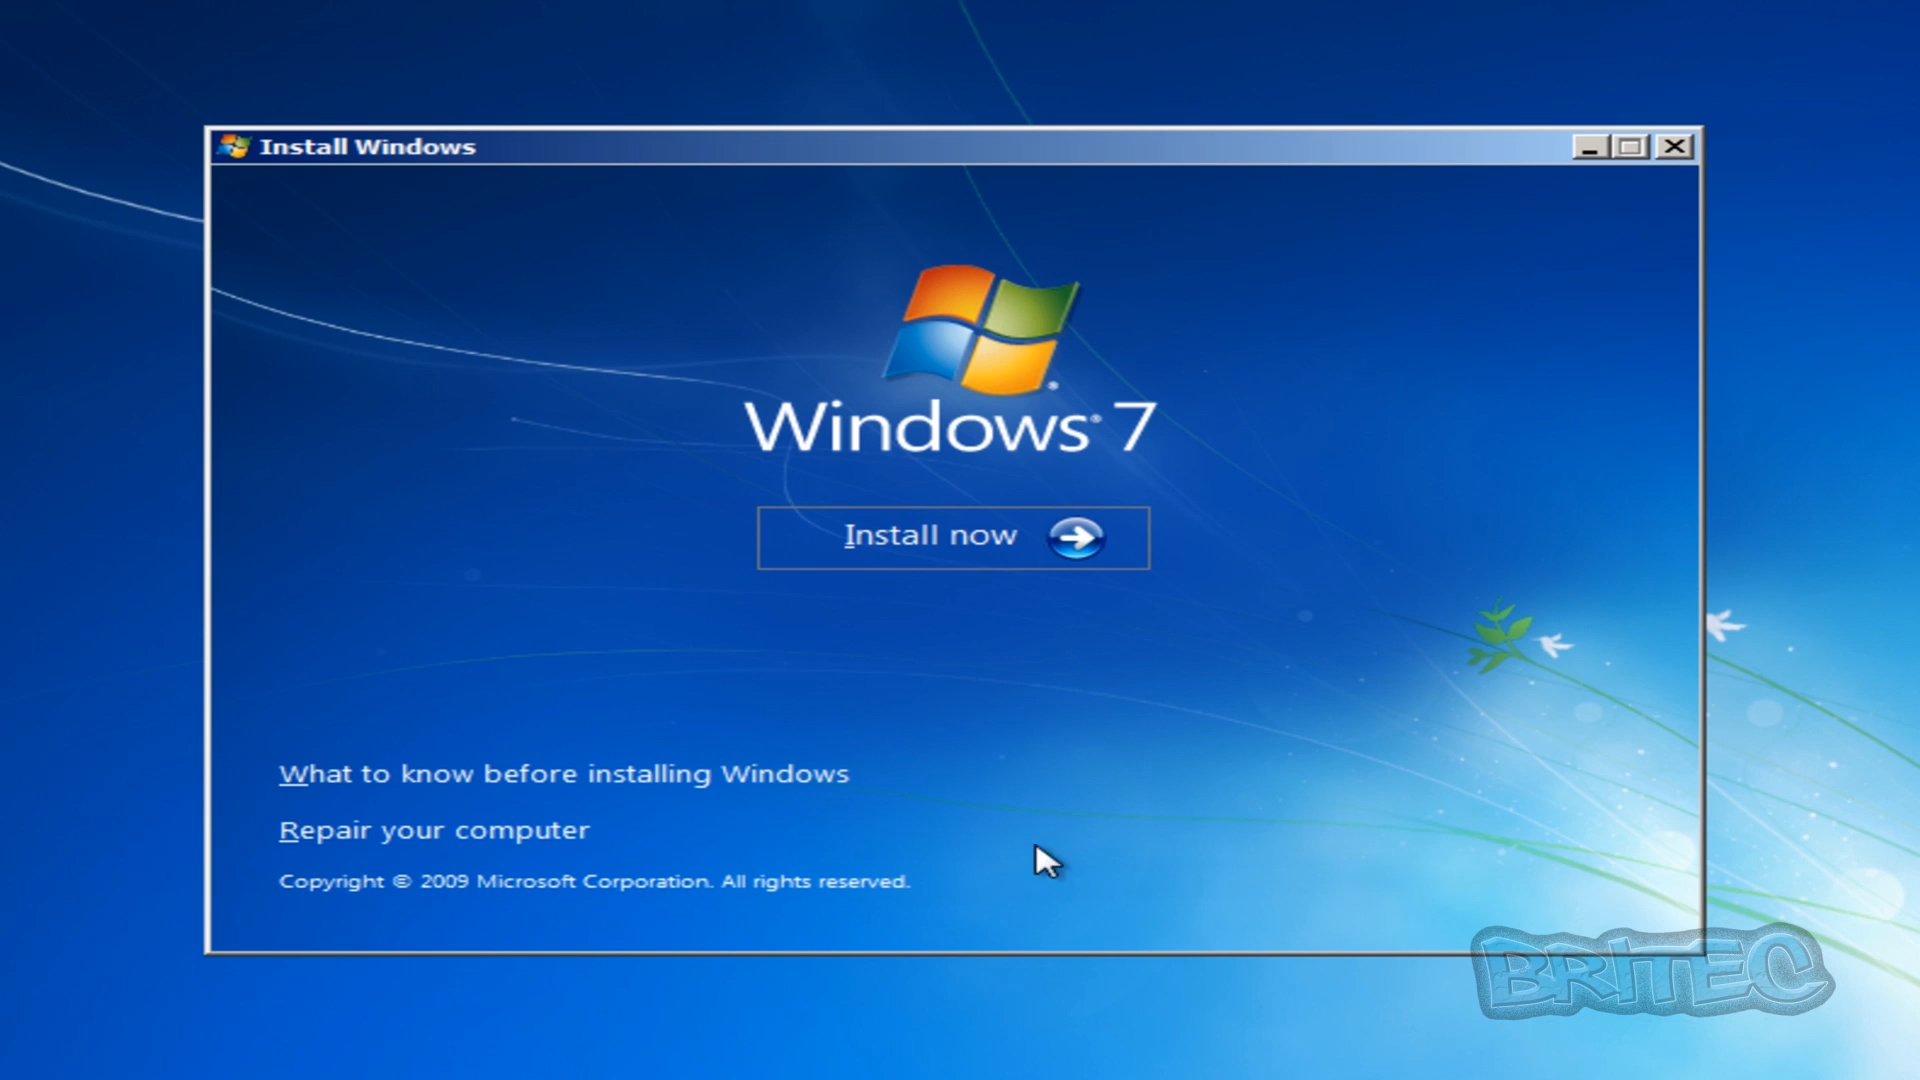 Install Windows
Windows® 7
Install now
What to know before installing Windows
Repair your computer
Copyright © 2009 Microsoft Corporation. All rights reserved.
BRITEC